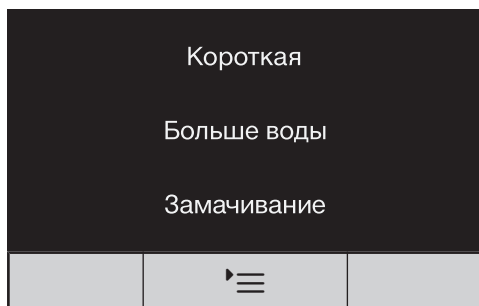 Короткая
Больше воды
Замачивание